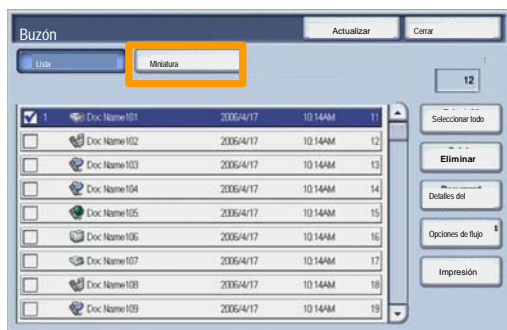 Buzón
Actualizar
Cerrar
Lista
Miniatura
12
1 Doc Name101 2006/4/17 10:14AM 11
Doc Name102 2006/4/17 10:14AM 12
Doc Name103 2006/4/17 10:14AM 13
Doc Name104 2006/4/17 10:14AM 14
Doc Name105 2006/4/17 10:14AM 15
Doc Name106 2006/4/17 10:14AM 16
Doc Name107 2006/4/17 10:14AM 17
Doc Name108 2006/4/17 10:14AM 18
Doc Name109 2006/4/17 10:14AM 19
Seleccionar todo
Eliminar
Detalles del
Opciones de flujo
Impresión